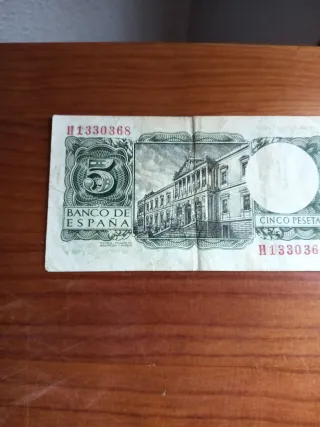 H1330368
5
BANCO DE
ESPAÑA
CINCO PESETA
H133036